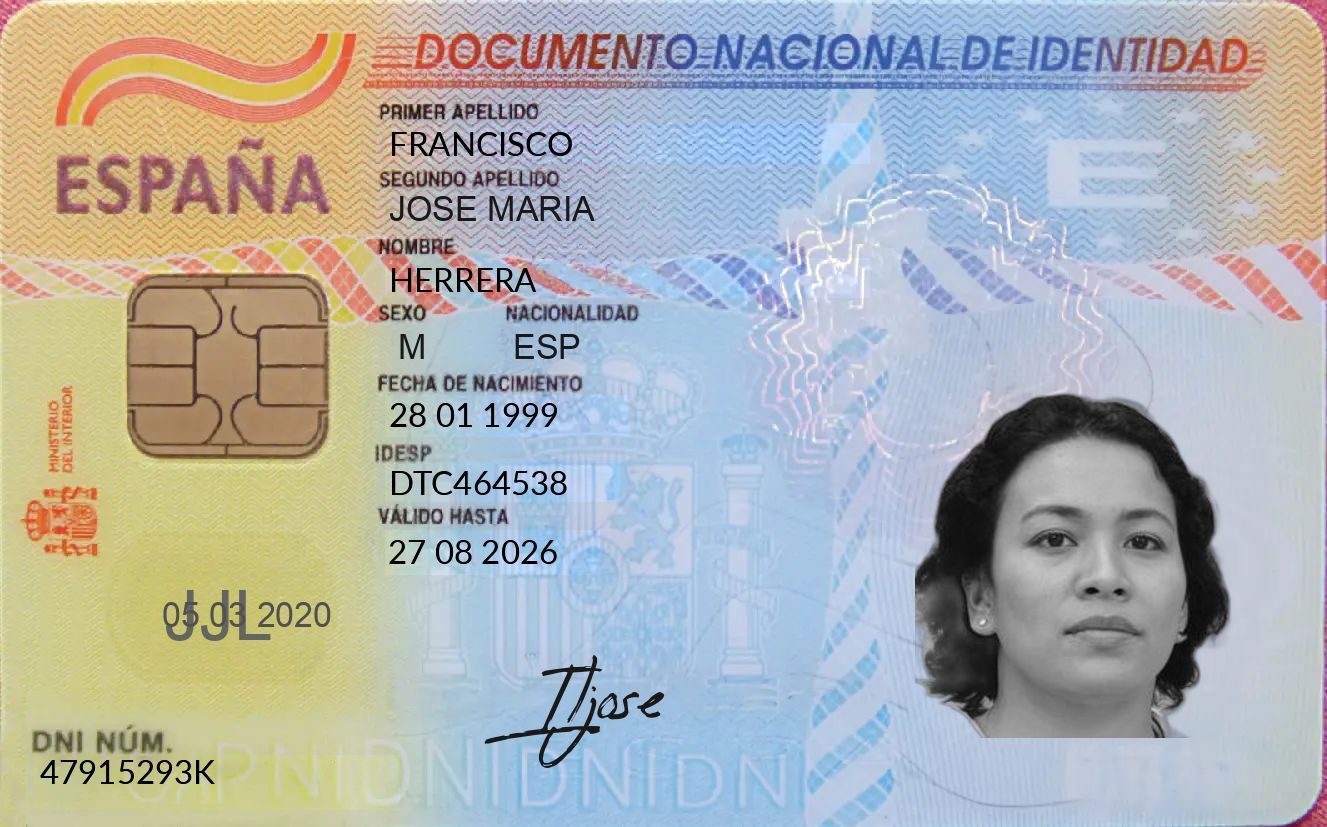 DOCUMENTO NACIONAL DE IDENTIDAD
ESPAÑA
PRIMER APELLIDO
FRANCISCO
SEGUNDO APELLIDO
JOSE MARIA
NOMBRE
HERRERA
SEXO NACIONALIDAD
M ESP
FECHA DE NACIMIENTO
28 01 1999
IDESP
DTC464538
VÁLIDO HASTA
27 08 2026
MINISTERIO
DEL INTERIOR
05 03 2020
JJL
IIjose
DNI NÚM.
47915293K
E
DNIDNIDNIDNI